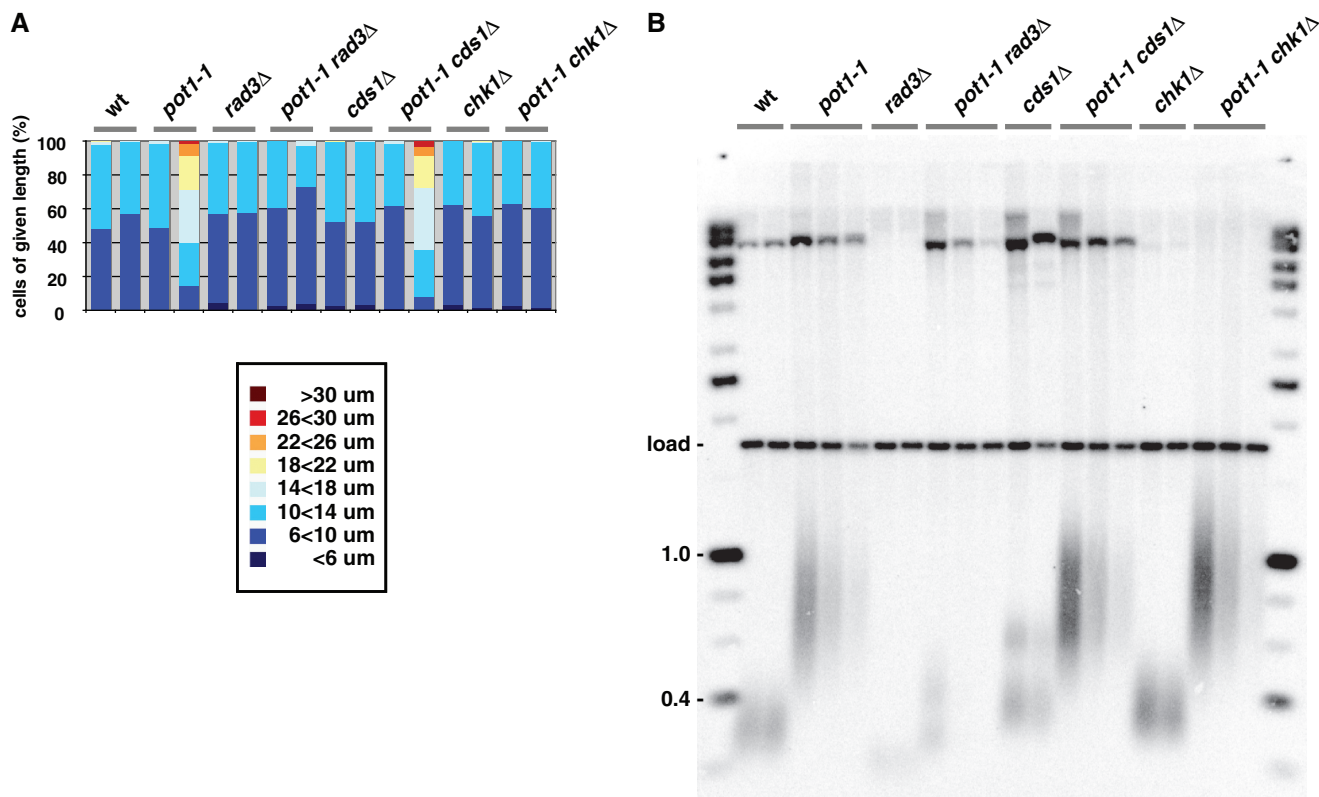 A
wt
pot1-1
rad3Δ
pot1-1 rad3Δ
cds1Δ
pot1-1 cds1Δ
chk1Δ
pot1-1 chk1Δ
cells of given length (%)
100
80
60
40
20
0
>30 um
26<30 um
22<26 um
18<22 um
14<18 um
10<14 um
6<10 um
<6 um
B
wt
pot1-1
rad3Δ
pot1-1 rad3Δ
cds1Δ
pot1-1 cds1Δ
chk1Δ
pot1-1 chk1Δ
load -
1.0 -
0.4 -